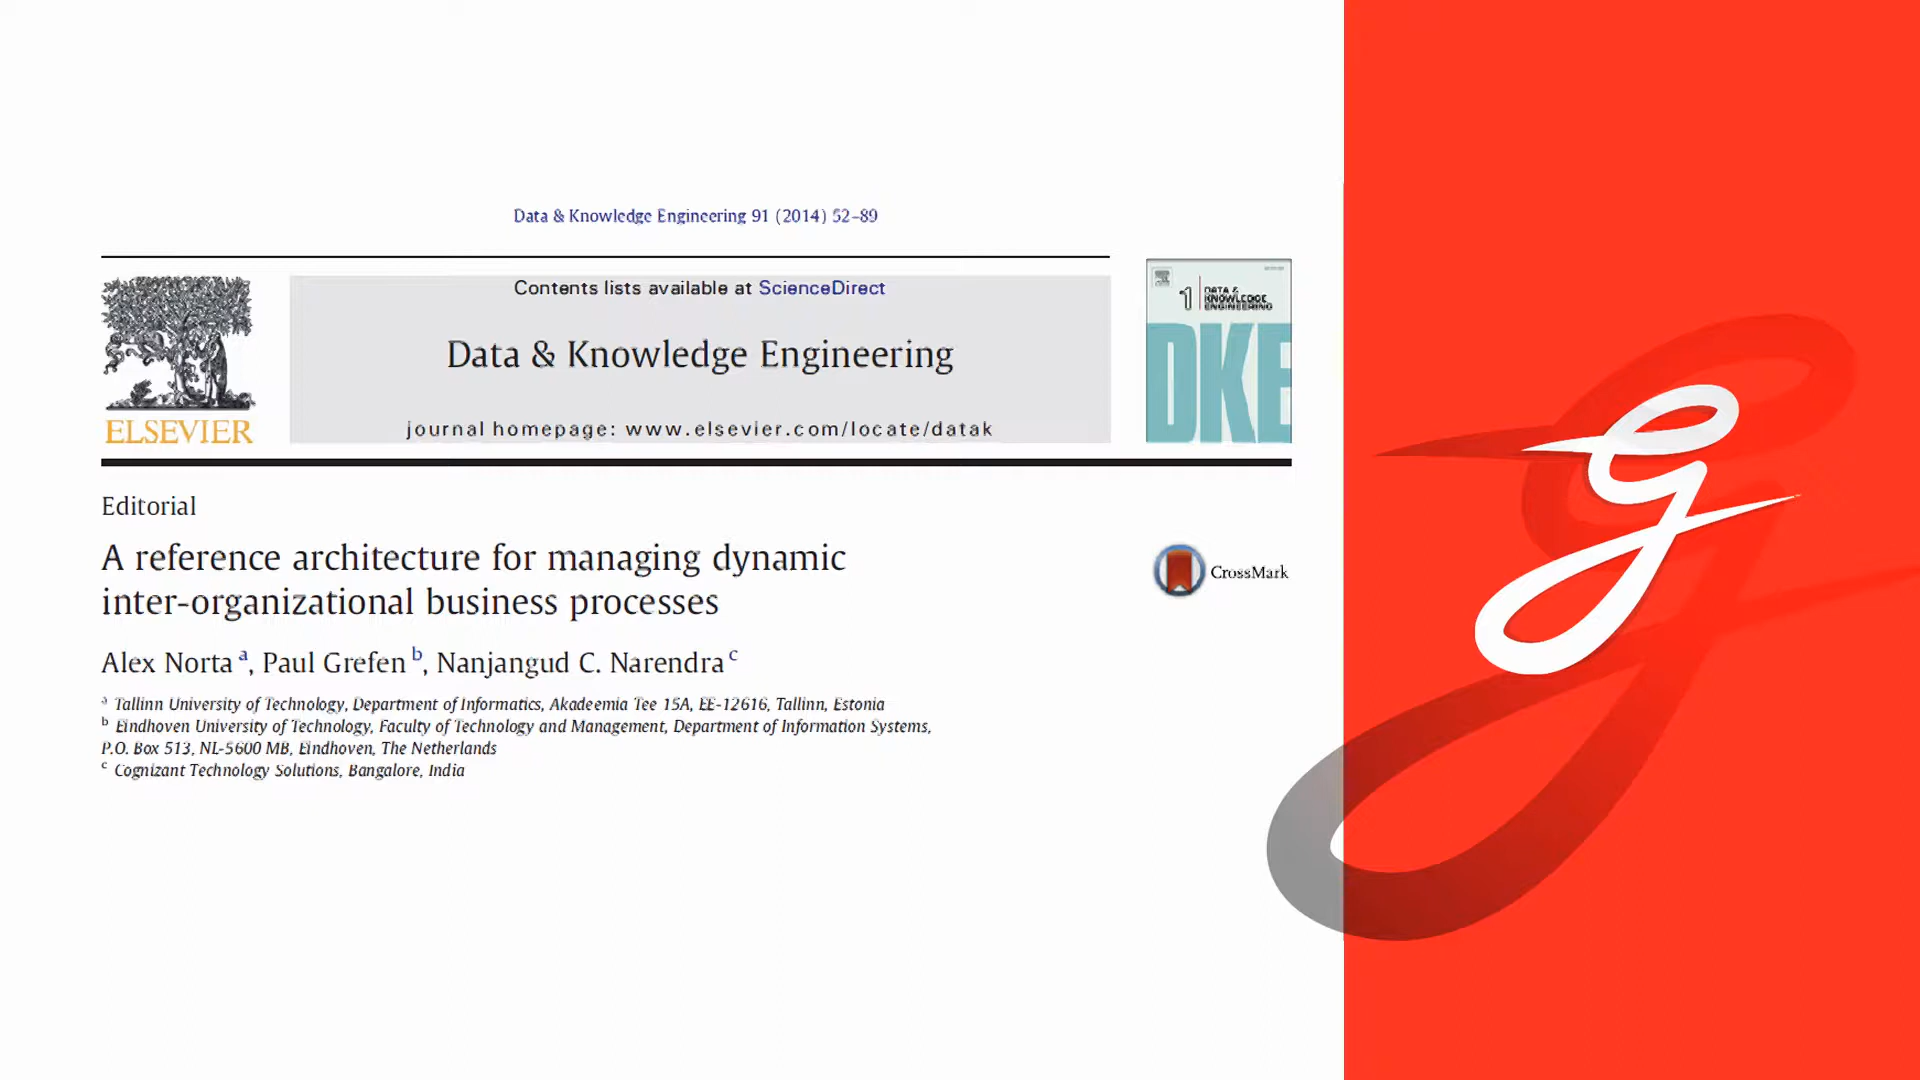 Data & Knowledge Engineering 91 (2014) 52–89
Contents lists available at ScienceDirect
Data & Knowledge Engineering
journal homepage: www.elsevier.com/locate/datak
ELSEVIER
1 DATA & KNOWLEDGE ENGINEERING
DKE
Editorial
A reference architecture for managing dynamic
inter-organizational business processes
CrossMark
Alex Norta a, Paul Grefen b, Nanjangud C. Narendra c
a Tallinn University of Technology, Department of Informatics, Akadeemia Tee 15A, EE-12616, Tallinn, Estonia
b Eindhoven University of Technology, Faculty of Technology and Management, Department of Information Systems,
P.O. Box 513, NL-5600 MB, Eindhoven, The Netherlands
c Cognizant Technology Solutions, Bangalore, India